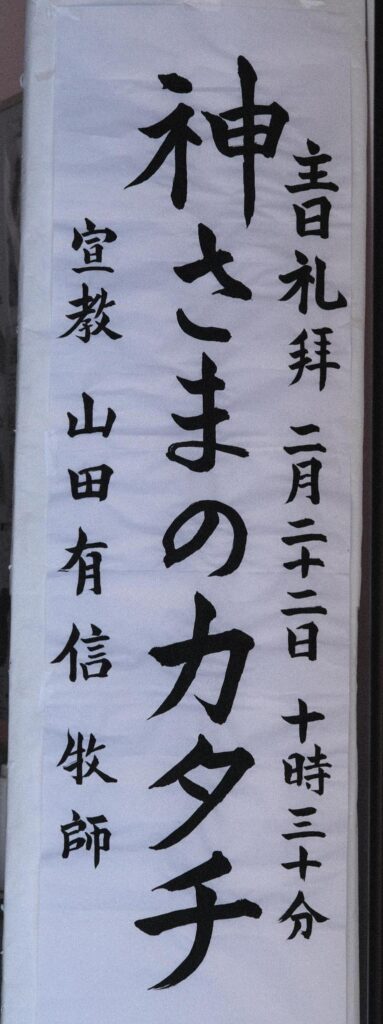 主日礼拝 二月二十二日 十時三十分
神さまのカタチ
宣教 山田有信 牧師